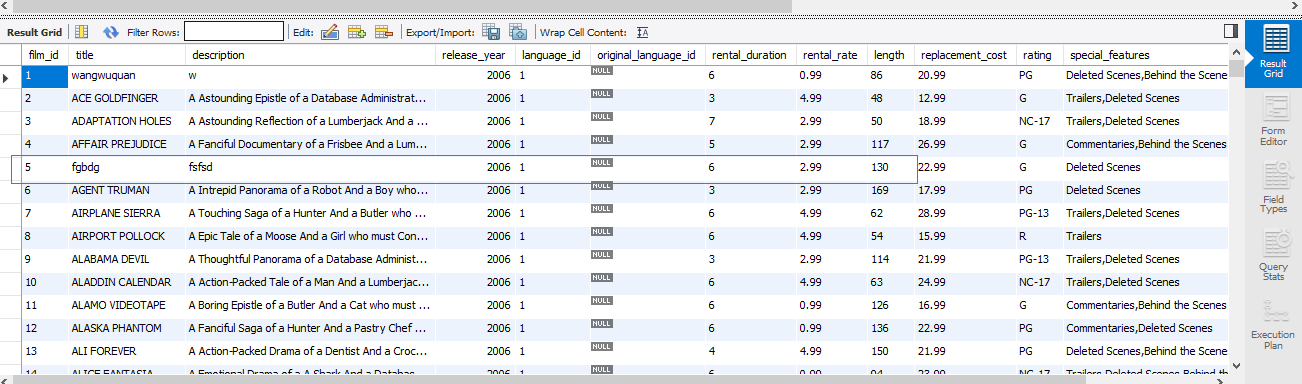 Result Grid Filter Rows: Edit: Export/Import: Wrap Cell Content: IA
film_id title description release_year language_id original_language_id rental_duration rental_rate length replacement_cost rating special_features
1 wangwuquan w 2006 1 NULL 6 0.99 86 20.99 PG Deleted Scenes,Behind the Scene
2 ACE GOLDFINGER A Astounding Epistle of a Database Administrat... 2006 1 NULL 3 4.99 48 12.99 G Trailers,Deleted Scenes
3 ADAPTATION HOLES A Astounding Reflection of a Lumberjack And a ... 2006 1 NULL 7 2.99 50 18.99 NC-17 Trailers,Deleted Scenes
4 AFFAIR PREJUDICE A Fanciful Documentary of a Frisbee And a Lum... 2006 1 NULL 5 2.99 117 26.99 G Commentaries,Behind the Scenes
5 fgbdg fsfsd 2006 1 NULL 6 2.99 130 22.99 G Deleted Scenes
6 AGENT TRUMAN A Intrepid Panorama of a Robot And a Boy who... 2006 1 NULL 3 2.99 169 17.99 PG Deleted Scenes
7 AIRPLANE SIERRA A Touching Saga of a Hunter And a Butler who ... 2006 1 NULL 6 4.99 62 28.99 PG-13 Trailers,Deleted Scenes
8 AIRPORT POLLOCK A Epic Tale of a Moose And a Girl who must Con... 2006 1 NULL 6 4.99 54 15.99 R Trailers
9 ALABAMA DEVIL A Thoughtful Panorama of a Database Administ... 2006 1 NULL 3 2.99 114 21.99 PG-13 Trailers,Deleted Scenes
10 ALADDIN CALENDAR A Action-Packed Tale of a Man And a Lumberjac... 2006 1 NULL 6 4.99 63 24.99 NC-17 Trailers,Deleted Scenes
11 ALAMO VIDEOTAPE A Boring Epistle of a Butler And a Cat who must ... 2006 1 NULL 6 0.99 126 16.99 G Commentaries,Behind the Scenes
12 ALASKA PHANTOM A Fanciful Saga of a Hunter And a Pastry Chef ... 2006 1 NULL 6 0.99 136 22.99 PG Commentaries,Deleted Scenes
13 ALI FOREVER A Action-Packed Drama of a Dentist And a Croc... 2006 1 NULL 4 4.99 150 21.99 PG Deleted Scenes,Behind the Scene
Result
Grid
Form
Editor
Field
Types
Query
Stats
Execution
Plan